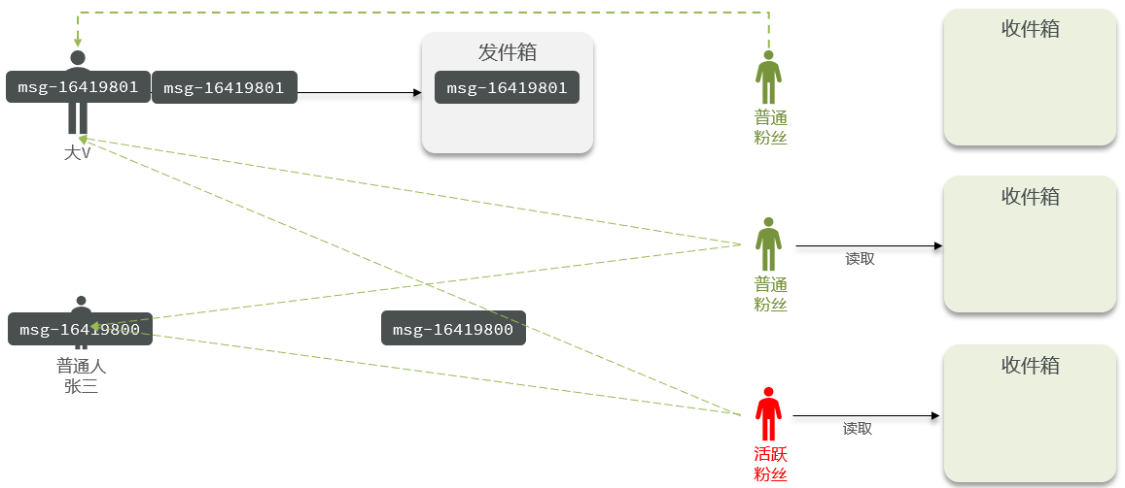 收件箱
发件箱
msg-16419801
msg-16419801
msg-16419801
普通
粉丝
大V
收件箱
读取
普通
粉丝
msg-16419800
msg-16419800
普通人
张三
收件箱
读取
活跃
粉丝